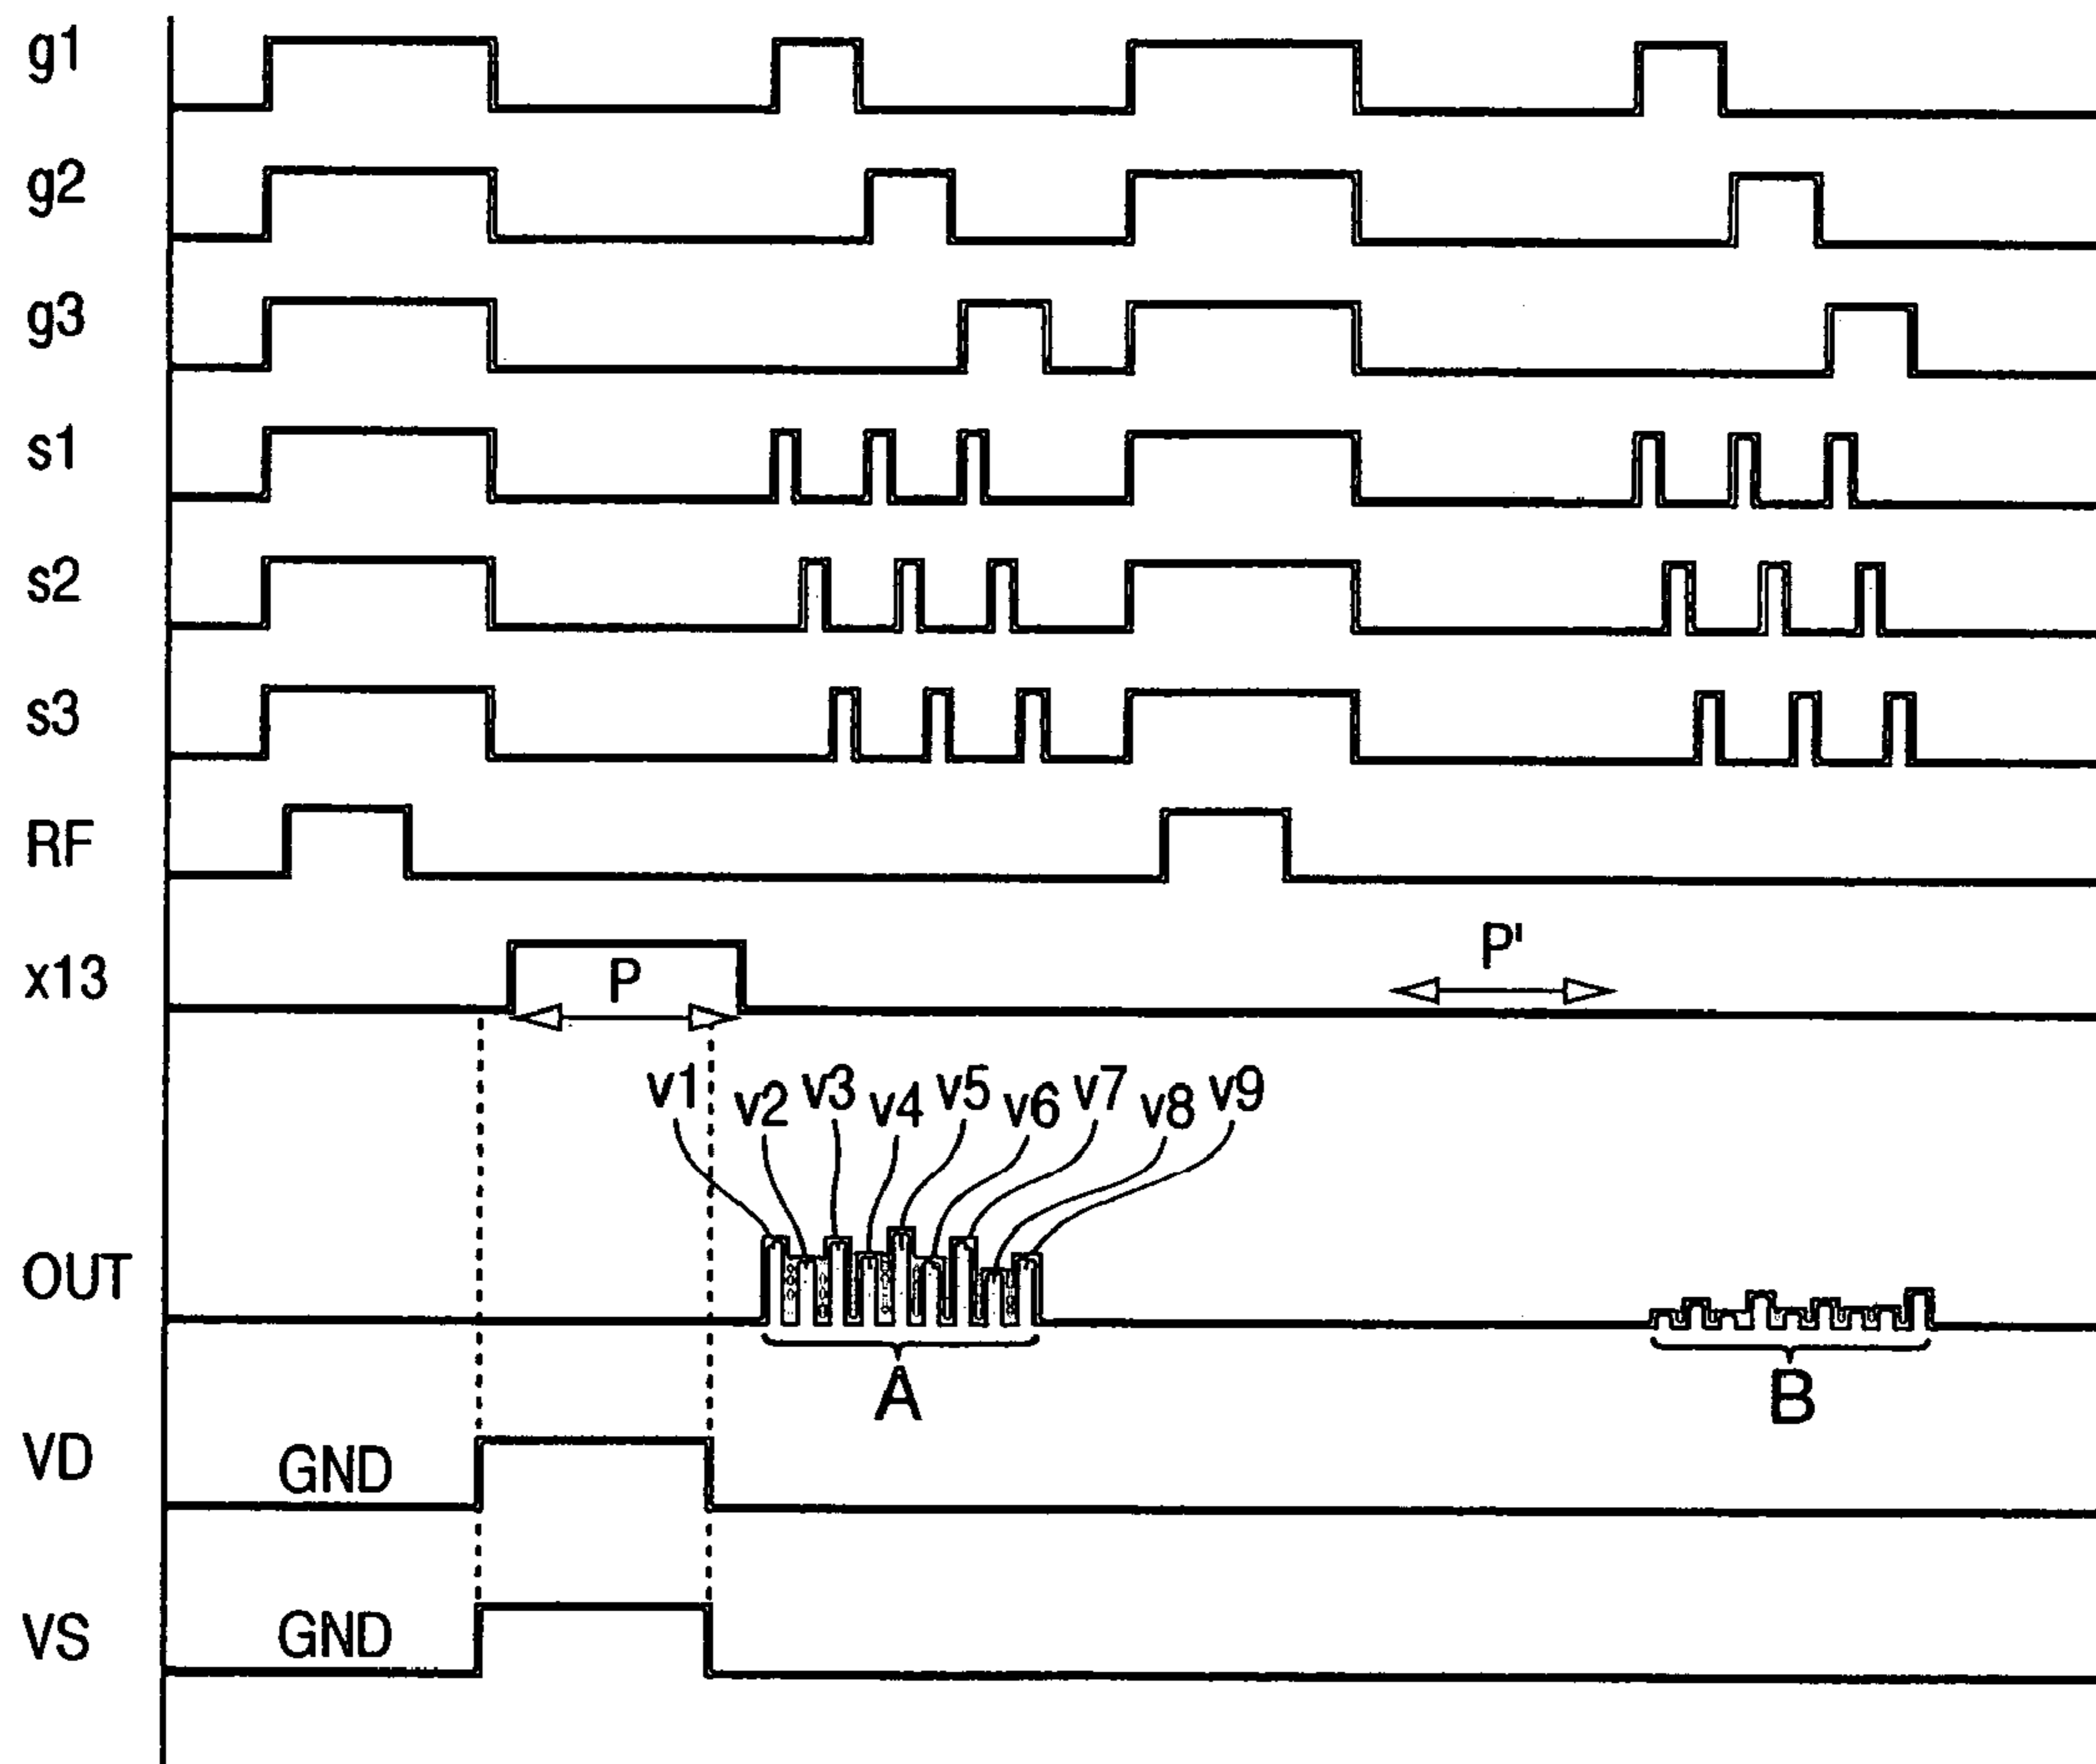 g1
g2
g3
s1
s2
s3
RF
x13
P
P'
v1 v2 v3 v4 v5 v6 v7 v8 v9
OUT
A
B
VD
GND
VS
GND